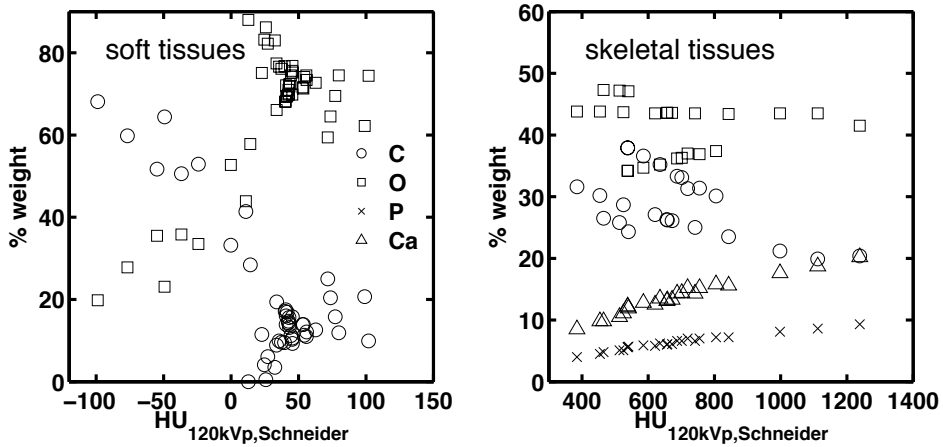 soft tissues
% weight
80
60
40
20
0
−100
−50
0
50
100
150
HU120kVp,Schneider
C
O
P
Ca
skeletal tissues
% weight
60
50
40
30
20
10
0
400
600
800
1000
1200
1400
HU120kVp,Schneider